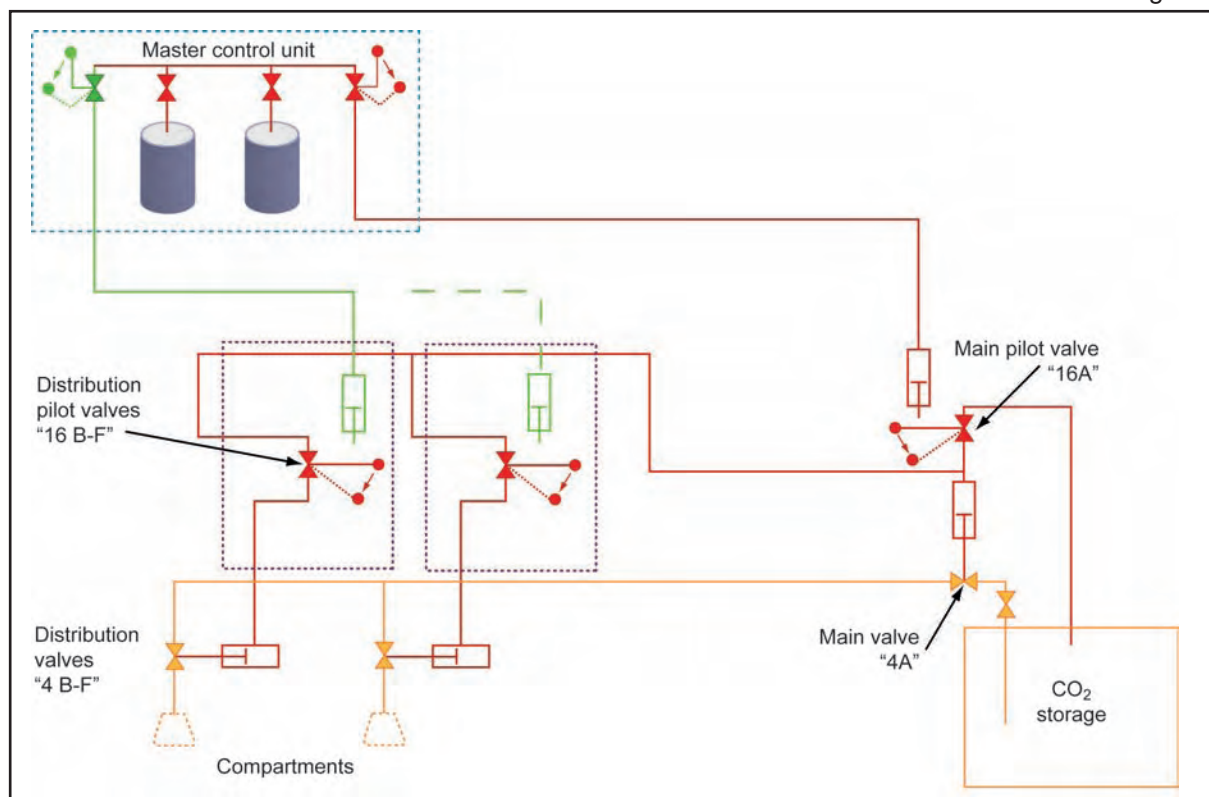 Master control unit
Main pilot valve
“16A”
Distribution
pilot valves
“16 B-F”
Distribution
valves
“4 B-F”
Main valve
“4A”
CO₂
storage
Compartments